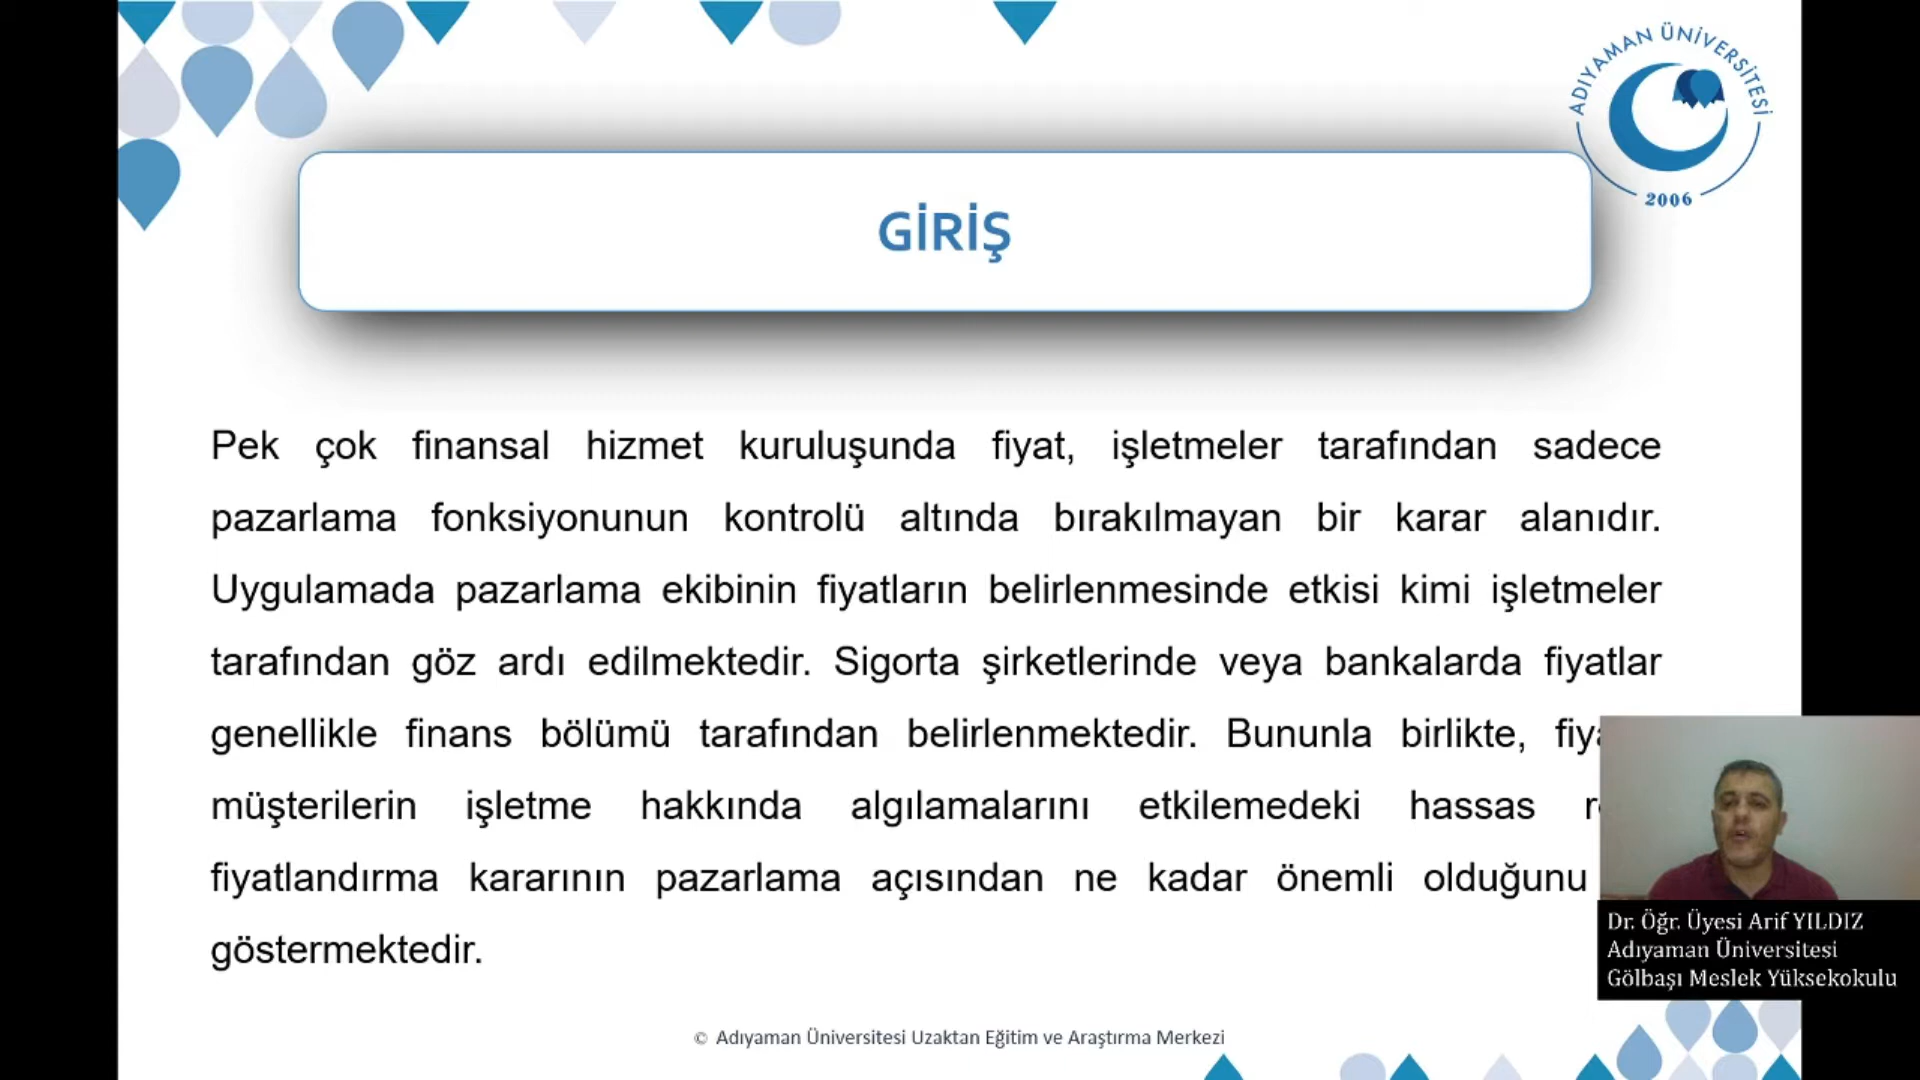 ADIYAMAN ÜNİVERSİTESİ
2006
GİRİŞ
Pek çok finansal hizmet kuruluşunda fiyat, işletmeler tarafından sadece
pazarlama fonksiyonunun kontrolü altında bırakılmayan bir karar alanıdır.
Uygulamada pazarlama ekibinin fiyatların belirlenmesinde etkisi kimi işletmeler
tarafından göz ardı edilmektedir. Sigorta şirketlerinde veya bankalarda fiyatlar
genellikle finans bölümü tarafından belirlenmektedir. Bununla birlikte,
müşterilerin işletme hakkında algılamalarını etkilemedeki hassas
fiyatlandırma kararının pazarlama açısından ne kadar önemli olduğunu
göstermektedir.
Dr. Öğr. Üyesi Arif YILDIZ
Adıyaman Üniversitesi
Gölbaşı Meslek Yüksekokulu
© Adıyaman Üniversitesi Uzaktan Eğitim ve Araştırma Merkezi